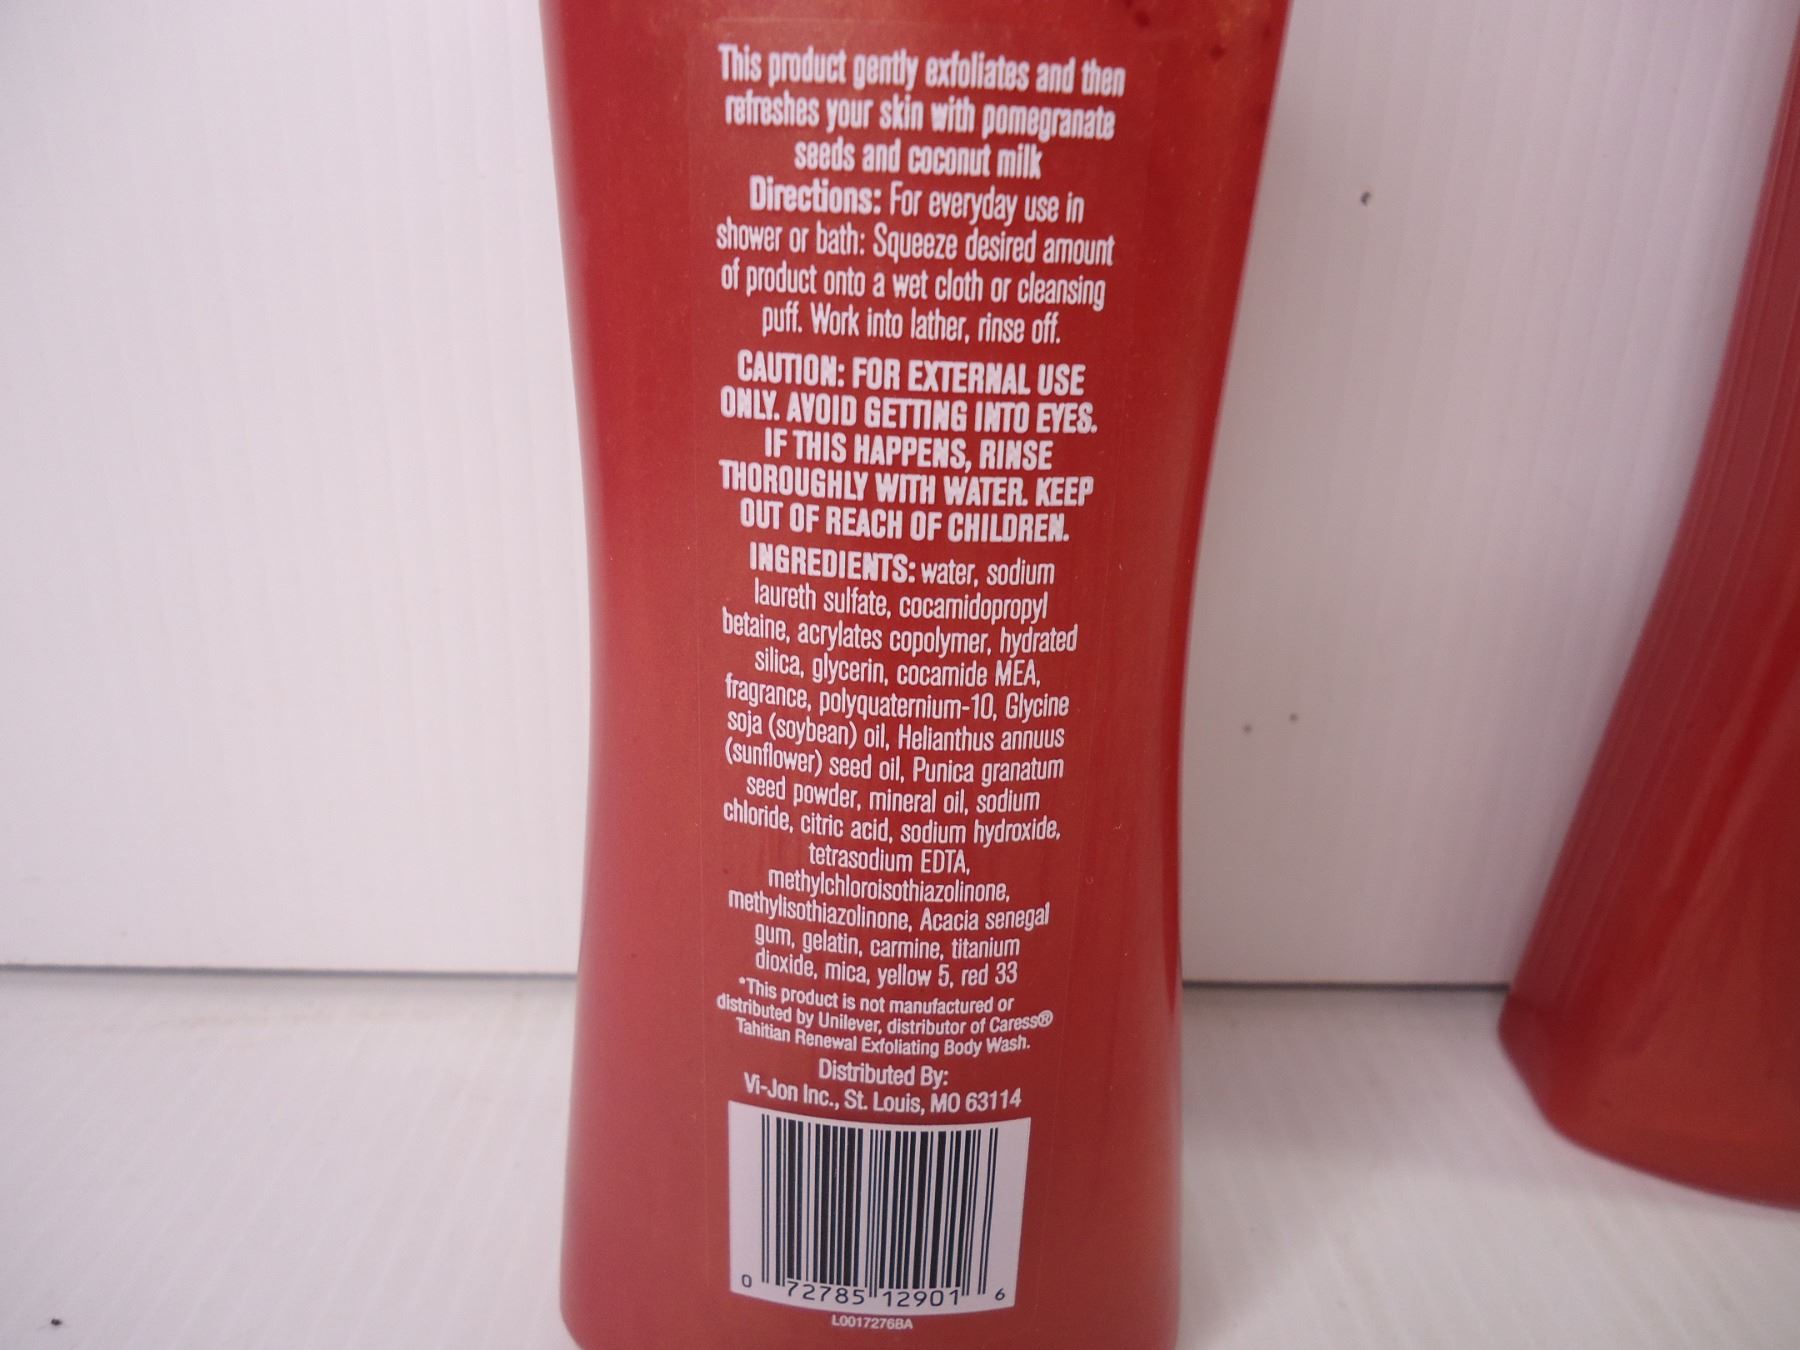 This product gently exfoliates and then
refreshes your skin with pomegranate
seeds and coconut milk
Directions: For everyday use in
shower or bath: Squeeze desired amount
of product onto a wet cloth or cleansing
puff. Work into lather, rinse off.
CAUTION: FOR EXTERNAL USE
ONLY. AVOID GETTING INTO EYES.
IF THIS HAPPENS, RINSE
THOROUGHLY WITH WATER. KEEP
OUT OF REACH OF CHILDREN.
INGREDIENTS: water, sodium
laureth sulfate, cocamidopropyl
betaine, acrylates copolymer, hydrated
silica, glycerin, cocamide MEA,
fragrance, polyquaternium-10, Glycine
soja (soybean) oil, Helianthus annuus
(sunflower) seed oil, Punica granatum
seed powder, mineral oil, sodium
chloride, citric acid, sodium hydroxide,
tetrasodium EDTA,
methylchloroisothiazolinone,
methylisothiazolinone, Acacia senegal
gum, gelatin, carmine, titanium
dioxide, mica, yellow 5, red 33
*This product is not manufactured or
distributed by Unilever, distributor of Caress®
Tahitian Renewal Exfoliating Body Wash.
Distributed By:
Vi-Jon Inc., St. Louis, MO 63114
0 72785 12901 6
L0017276BA